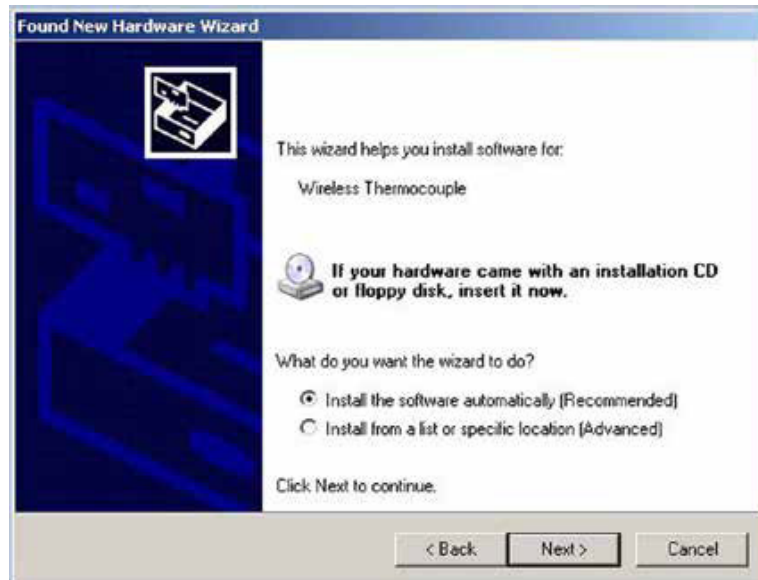 Found New Hardware Wizard
This wizard helps you install software for:
Wireless Thermocouple
If your hardware came with an installation CD
or floppy disk, insert it now.
What do you want the wizard to do?
Install the software automatically (Recommended)
Install from a list or specific location (Advanced)
Click Next to continue.
< Back Next > Cancel